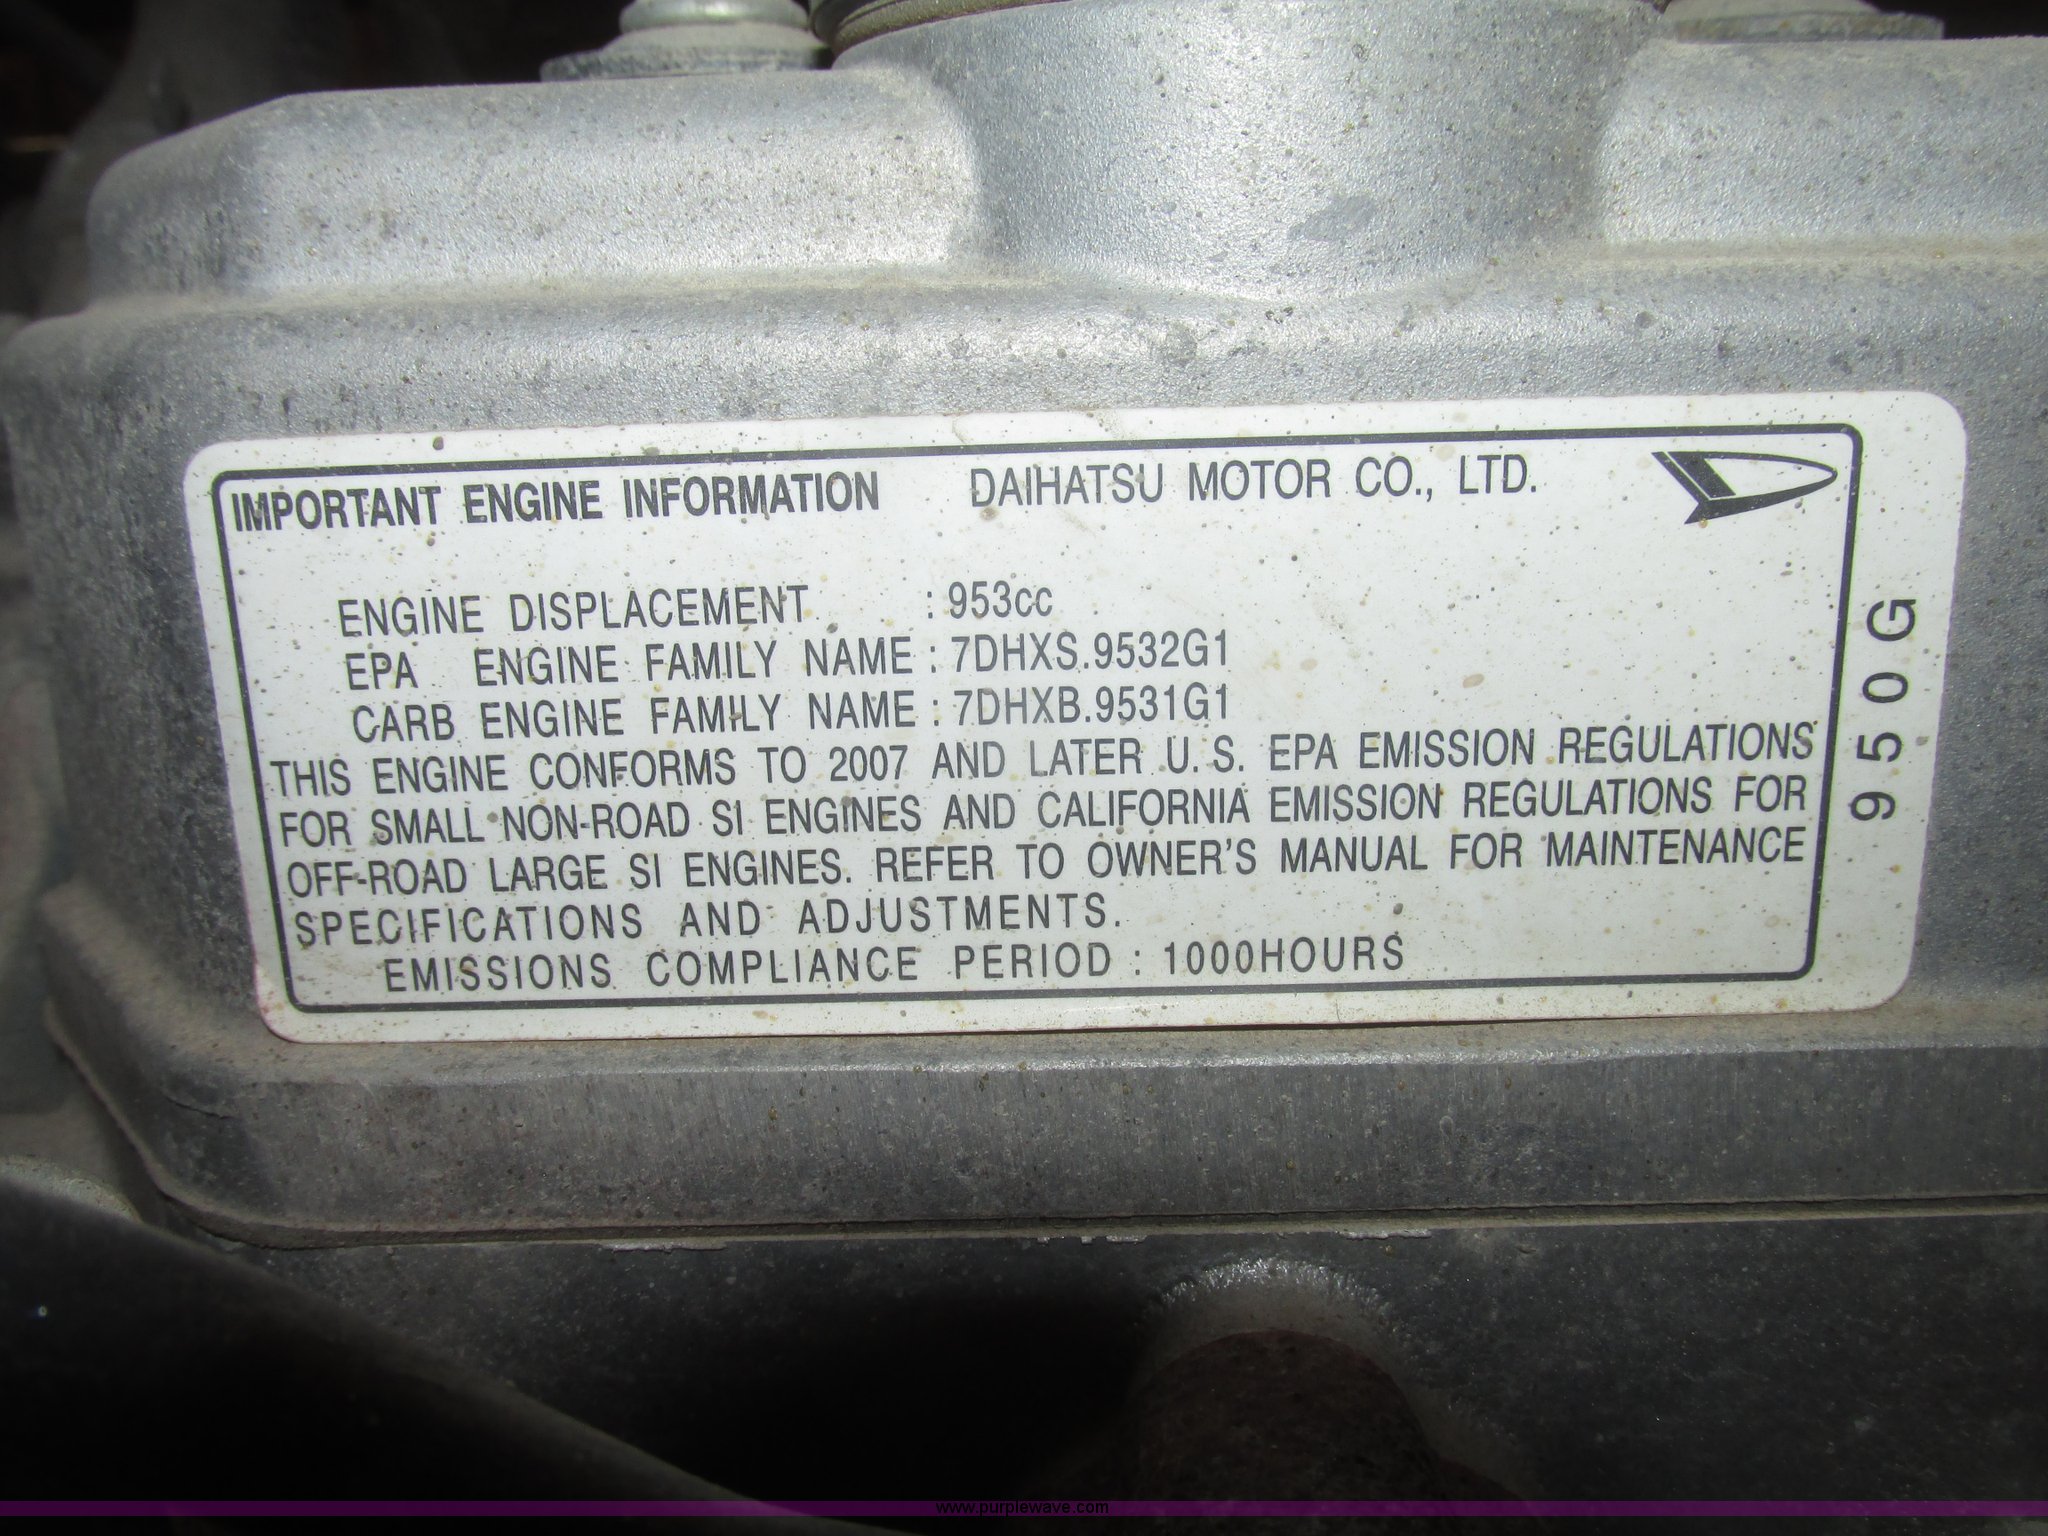 IMPORTANT ENGINE INFORMATION DAIHATSU MOTOR CO., LTD.
ENGINE DISPLACEMENT : 953cc
EPA ENGINE FAMILY NAME : 7DHXS.9532G1
CARB ENGINE FAMILY NAME : 7DHXB.9531G1
THIS ENGINE CONFORMS TO 2007 AND LATER U.S. EPA EMISSION REGULATIONS
FOR SMALL NON-ROAD SI ENGINES AND CALIFORNIA EMISSION REGULATIONS FOR
OFF-ROAD LARGE SI ENGINES. REFER TO OWNER'S MANUAL FOR MAINTENANCE
SPECIFICATIONS AND ADJUSTMENTS.
EMISSIONS COMPLIANCE PERIOD : 1000HOURS
950G
www.purplewave.com